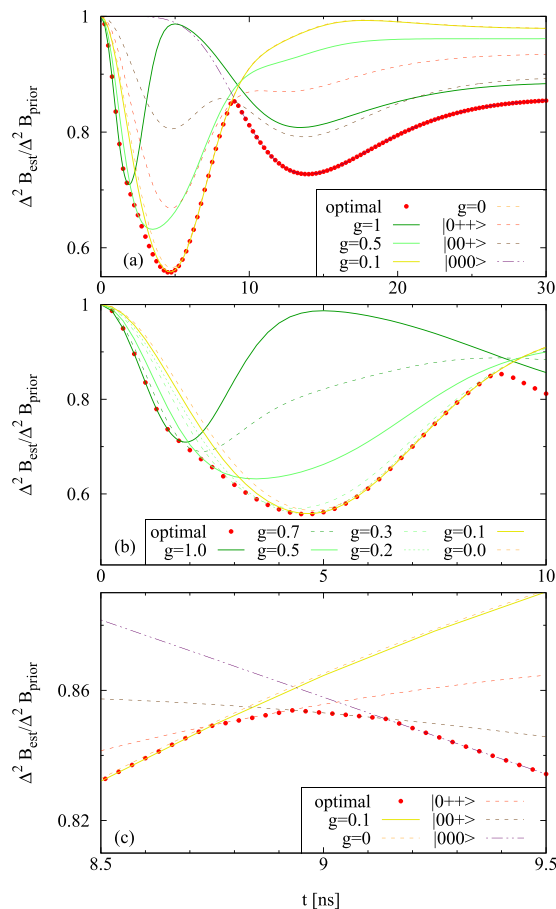 1
0.8
0.6
Δ² B_est/Δ² B_prior
(a)
optimal
g=1
g=0.5
g=0.1
g=0
|0++>
|00+>
|000>
0 5 10 15 20 25 30
1
0.8
0.6
Δ² B_est/Δ² B_prior
(b)
optimal g=0.7 g=0.3 g=0.1
g=1.0 g=0.5 g=0.2 g=0.0
0 5 10
0.86
0.82
Δ² B_est/Δ² B_prior
(c)
optimal |0++>
g=0.1 |00+>
g=0 |000>
8.5 9 9.5
t [ns]